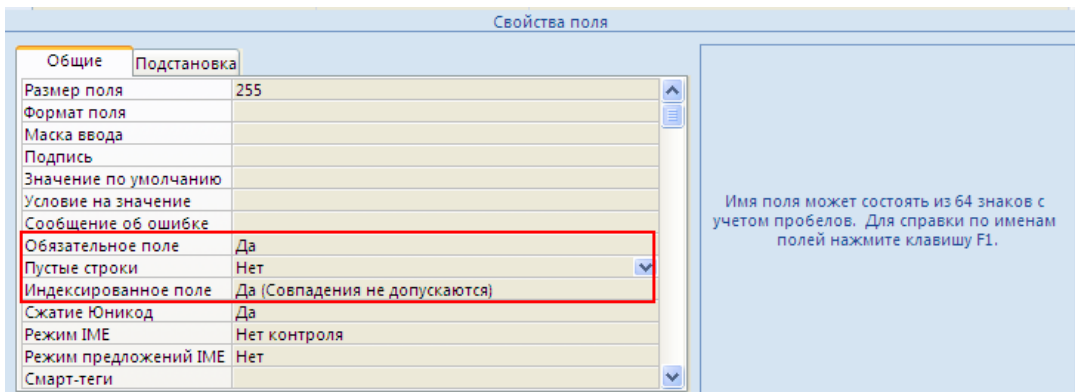 Свойства поля
Общие Подстановка
Размер поля 255
Формат поля
Маска ввода
Подпись
Значение по умолчанию
Условие на значение
Сообщение об ошибке
Обязательное поле Да
Пустые строки Нет
Индексированное поле Да (Совпадения не допускаются)
Сжатие Юникод Да
Режим IME Нет контроля
Режим предложений IME Нет
Смарт-теги
Имя поля может состоять из 64 знаков с
учетом пробелов. Для справки по именам
полей нажмите клавишу F1.